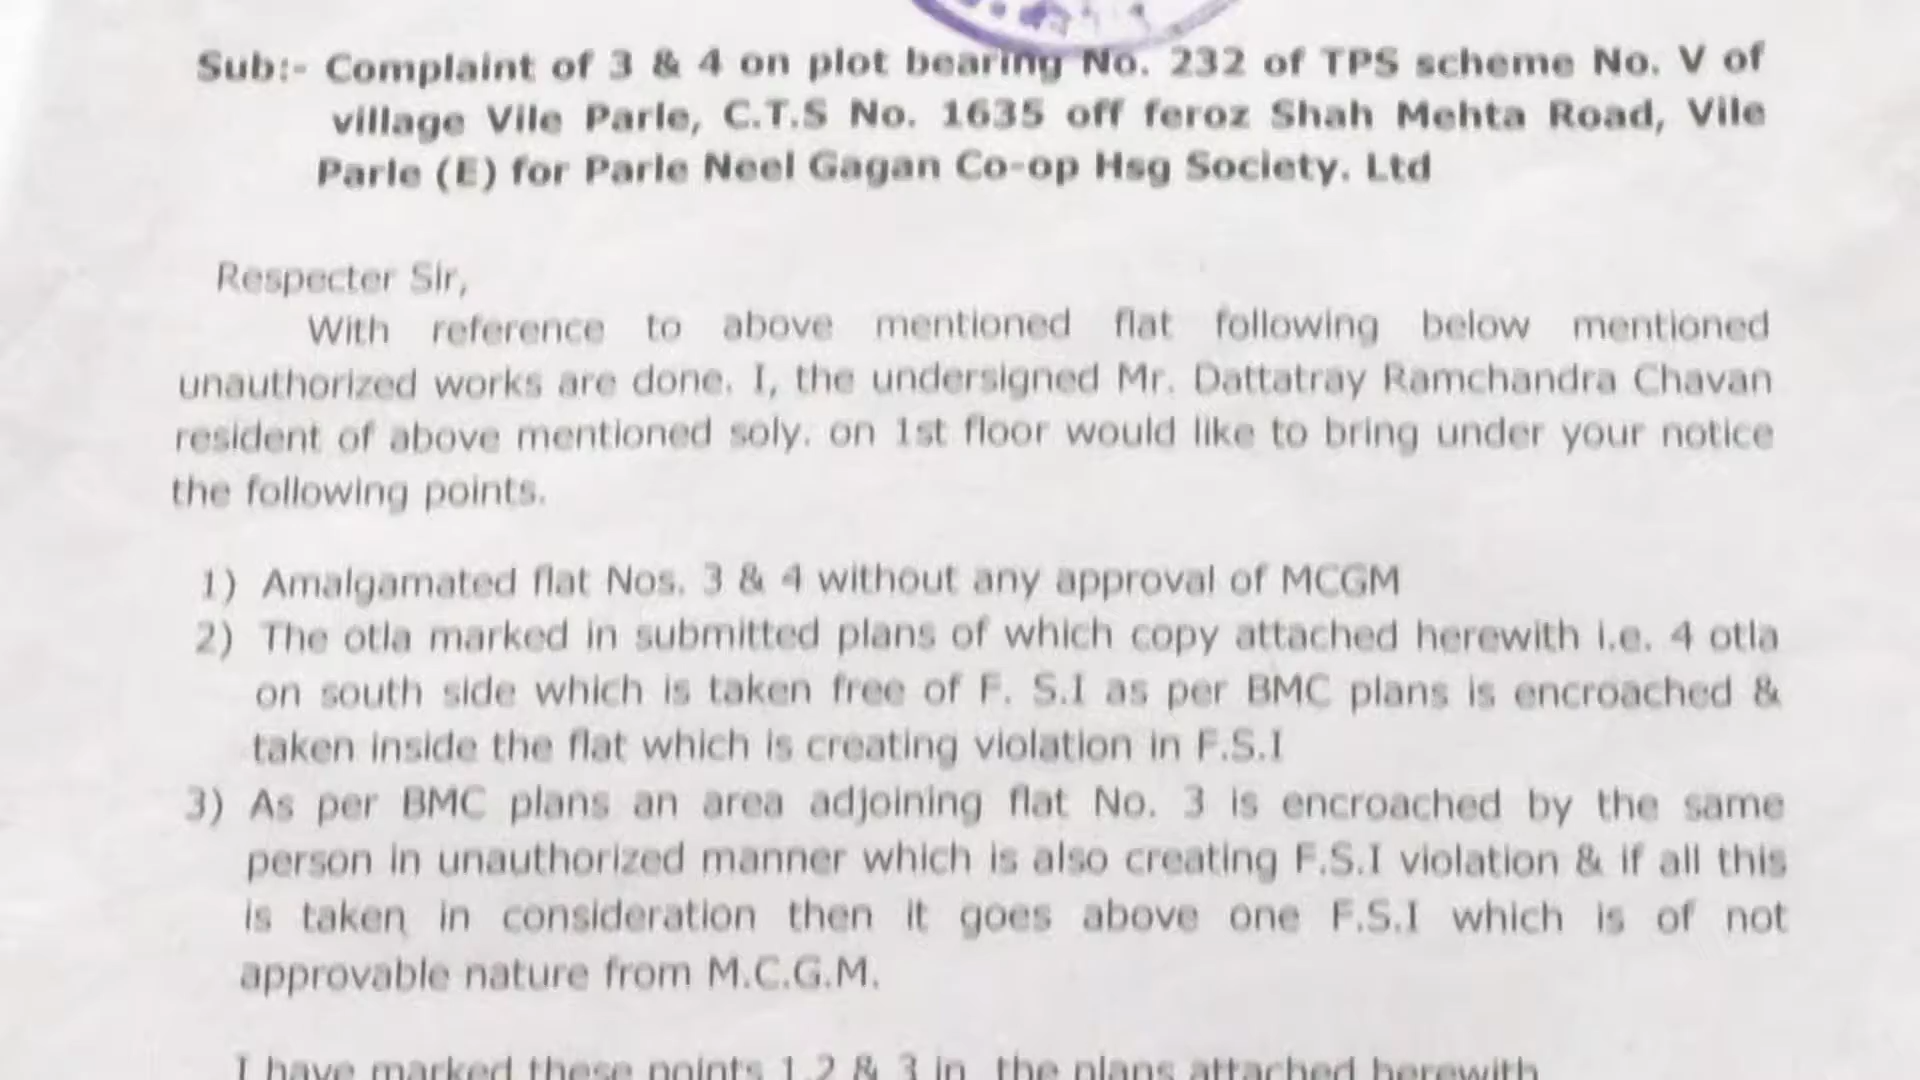 Sub:- Complaint of 3 & 4 on plot bearing No. 232 of TPS scheme No. V of
village Vile Parle, C.T.S No. 1635 off feroz Shah Mehta Road, Vile
Parle (E) for Parle Neel Gagan Co-op Hsg Society. Ltd
Respecter Sir,
With reference to above mentioned flat following below mentioned
unauthorized works are done. I, the undersigned Mr. Dattatray Ramchandra Chavan
resident of above mentioned soly. on 1st floor would like to bring under your notice
the following points.
1) Amalgamated flat Nos. 3 & 4 without any approval of MCGM
2) The otla marked in submitted plans of which copy attached herewith i.e. 4 otla
on south side which is taken free of F. S.I as per BMC plans is encroached &
taken inside the flat which is creating violation in F.S.I
3) As per BMC plans an area adjoining flat No. 3 is encroached by the same
person in unauthorized manner which is also creating F.S.I violation & if all this
is taken in consideration then it goes above one F.S.I which is of not
approvable nature from M.C.G.M.
I have marked these points 1,2 & 3 in the plans attached herewith